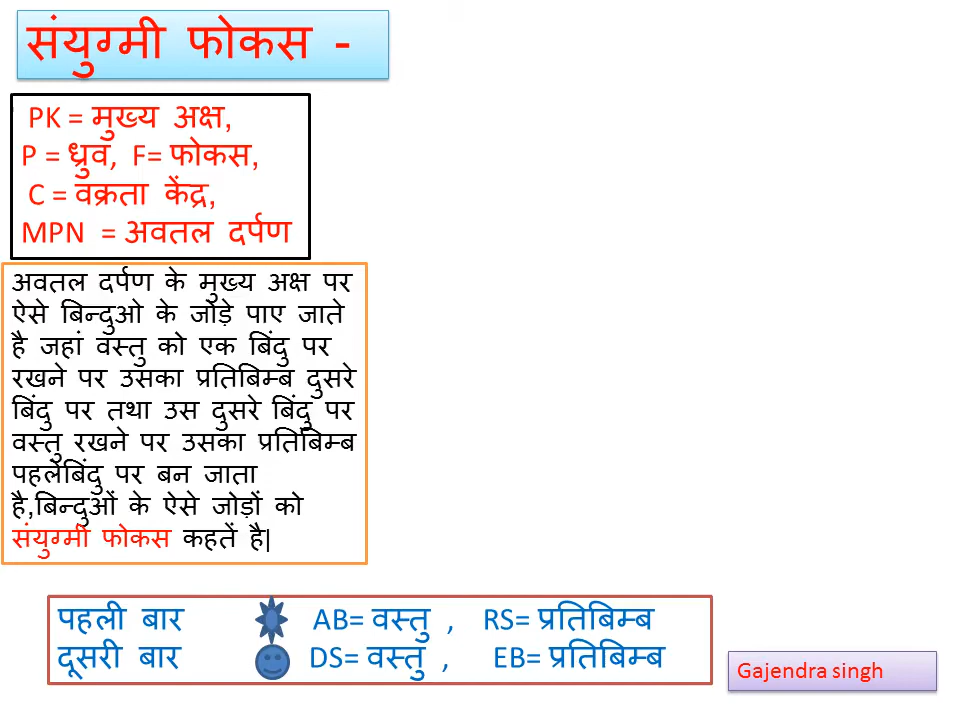 संयुग्मी फोकस -
PK = मुख्य अक्ष,
P = ध्रुव, F= फोकस,
C = वक्रता केंद्र,
MPN = अवतल दर्पण
अवतल दर्पण के मुख्य अक्ष पर
ऐसे बिन्दुओ के जोड़े पाए जाते
है जहां वस्तु को एक बिंदु पर
रखने पर उसका प्रतिबिम्ब दुसरे
बिंदु पर तथा उस दुसरे बिंदु पर
वस्तु रखने पर उसका प्रतिबिम्ब
पहलेबिंदु पर बन जाता
है,बिन्दुओं के ऐसे जोड़ों को
संयुग्मी फोकस कहतें है|
पहली बार AB= वस्तु , RS= प्रतिबिम्ब
दूसरी बार DS= वस्तु , EB= प्रतिबिम्ब
Gajendra singh